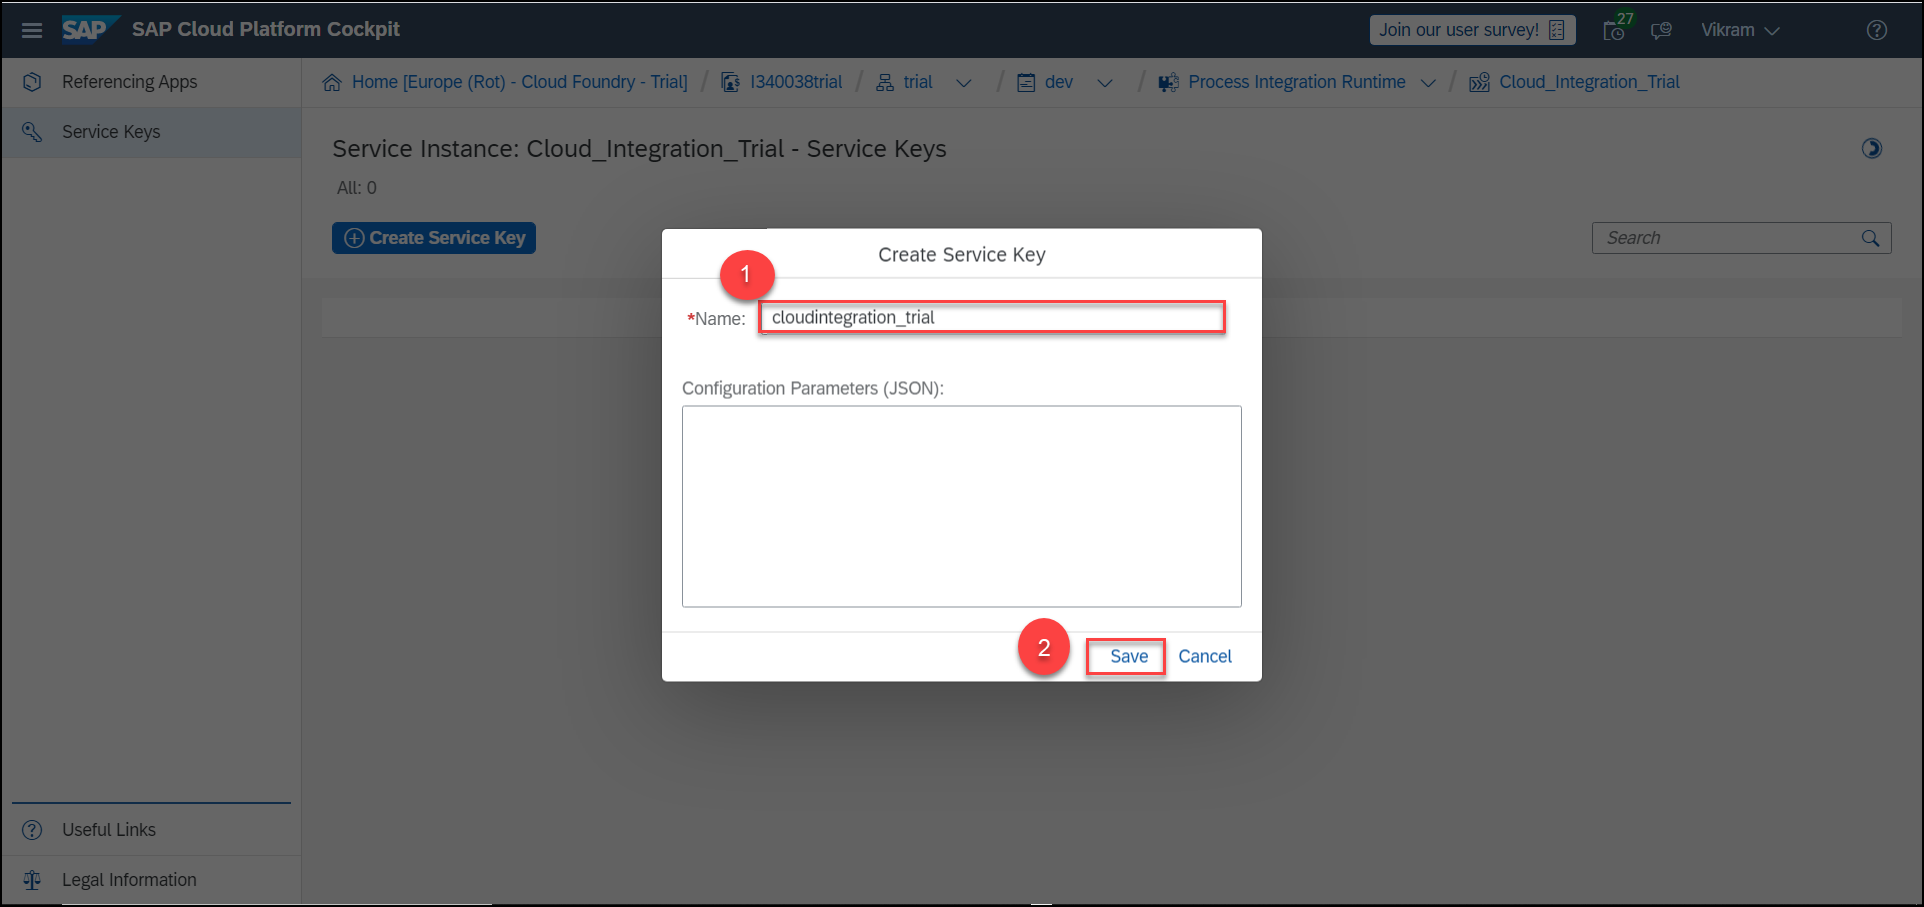 SAP SAP Cloud Platform Cockpit
Join our user survey!
27
Vikram
Referencing Apps
Service Keys
Home [Europe (Rot) - Cloud Foundry - Trial] / I340038trial / trial / dev / Process Integration Runtime / Cloud_Integration_Trial
Service Instance: Cloud_Integration_Trial - Service Keys
All: 0
Create Service Key
Search
Create Service Key
1
*Name: cloudintegration_trial
Configuration Parameters (JSON):
2
Save Cancel
Useful Links
Legal Information